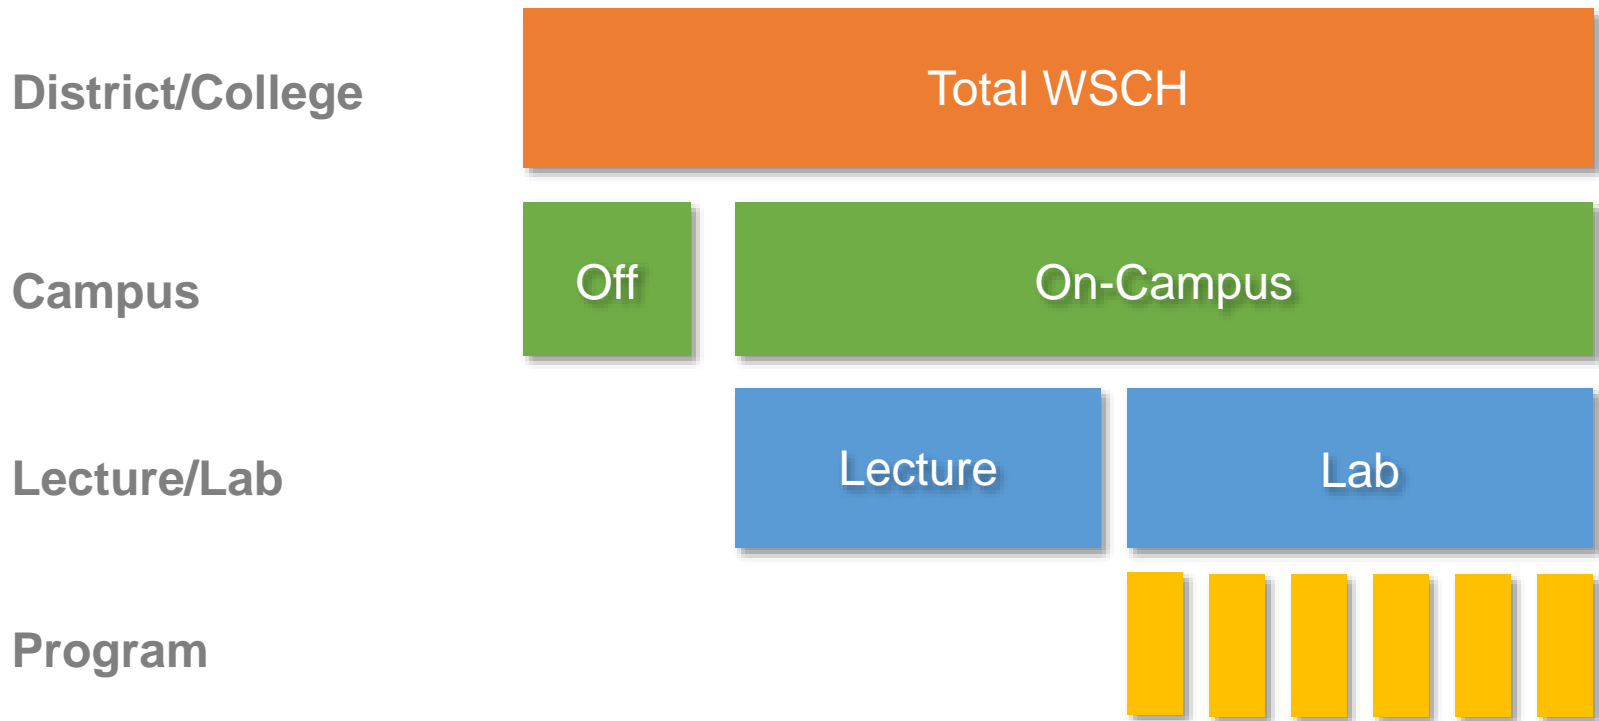 District/College
Total WSCH
Campus
Off
On-Campus
Lecture/Lab
Lecture
Lab
Program